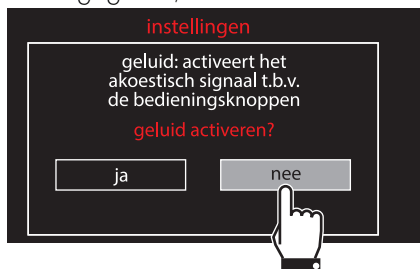 instellingen
geluid: activeert het
akoestisch signaal t.b.v.
de bedieningsknoppen
geluid activeren?
ja
nee